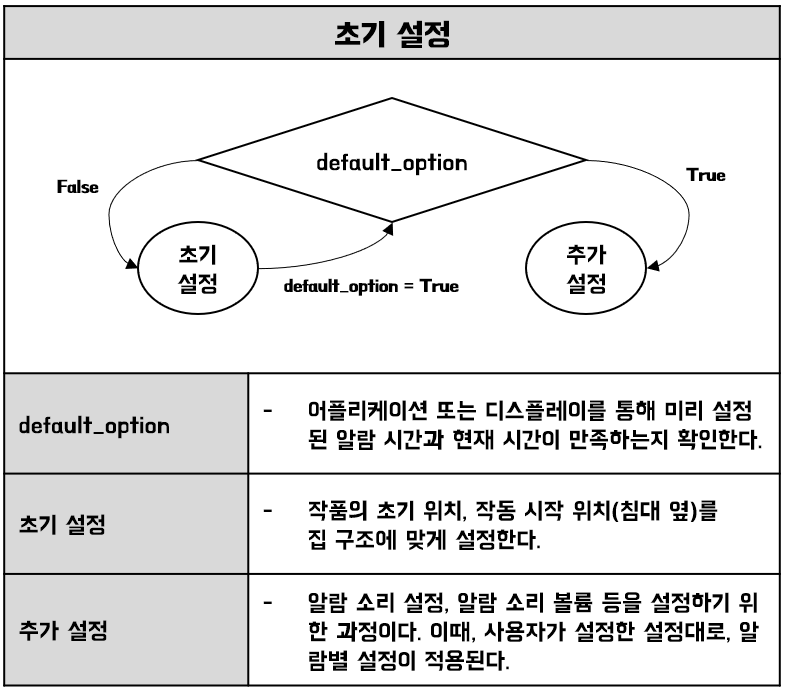 초기 설정
default_option
False
True
초기
설정
추가
설정
default_option = True
default_option
- 어플리케이션 또는 디스플레이를 통해 미리 설정
된 알람 시간과 현재 시간이 만족하는지 확인한다.
초기 설정
- 작품의 초기 위치, 작동 시작 위치(침대 옆)를
집 구조에 맞게 설정한다.
추가 설정
- 알람 소리 설정, 알람 소리 볼륨 등을 설정하기 위
한 과정이다. 이때, 사용자가 설정한 설정대로, 알
람별 설정이 적용된다.